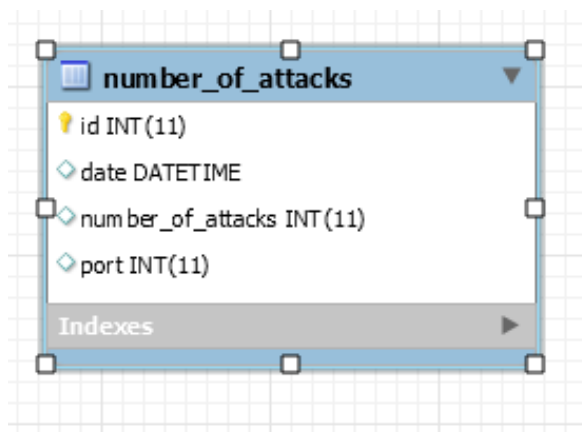 number_of_attacks
id INT(11)
date DATETIME
number_of_attacks INT(11)
port INT(11)
Indexes